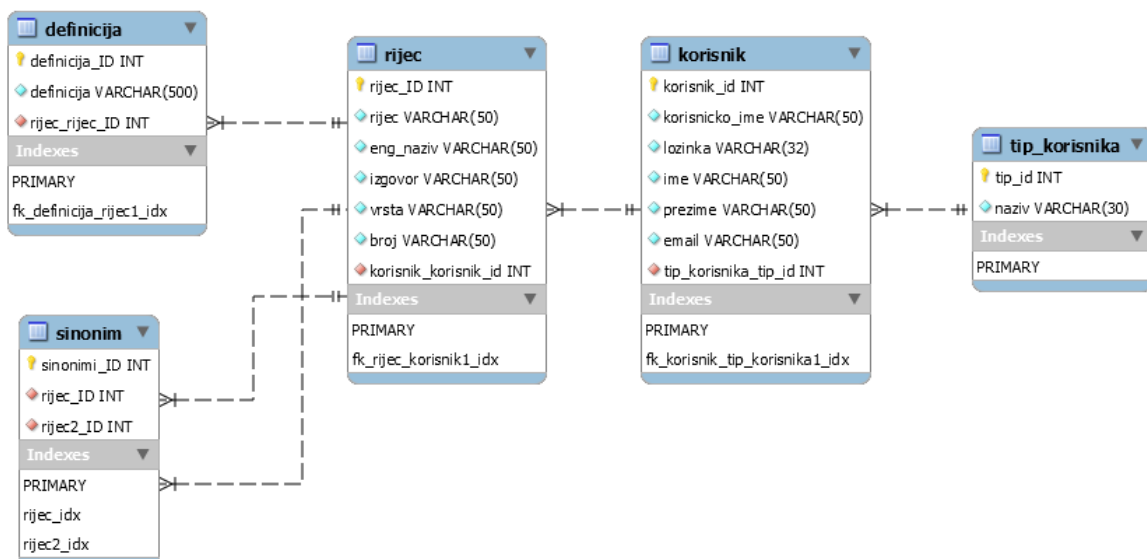 definicija
definicija_ID INT
definicija VARCHAR(500)
rijec_rijec_ID INT
Indexes
PRIMARY
fk_definicija_rijec1_idx
rijec
rijec_ID INT
rijec VARCHAR(50)
eng_naziv VARCHAR(50)
izgovor VARCHAR(50)
vrsta VARCHAR(50)
broj VARCHAR(50)
korisnik_korisnik_id INT
Indexes
PRIMARY
fk_rijec_korisnik1_idx
korisnik
korisnik_id INT
korisnicko_ime VARCHAR(50)
lozinka VARCHAR(32)
ime VARCHAR(50)
prezime VARCHAR(50)
email VARCHAR(50)
tip_korisnika_tip_id INT
Indexes
PRIMARY
fk_korisnik_tip_korisnika1_idx
tip_korisnika
tip_id INT
naziv VARCHAR(30)
Indexes
PRIMARY
sinonim
sinonimi_ID INT
rijec_ID INT
rijec2_ID INT
Indexes
PRIMARY
rijec_idx
rijec2_idx